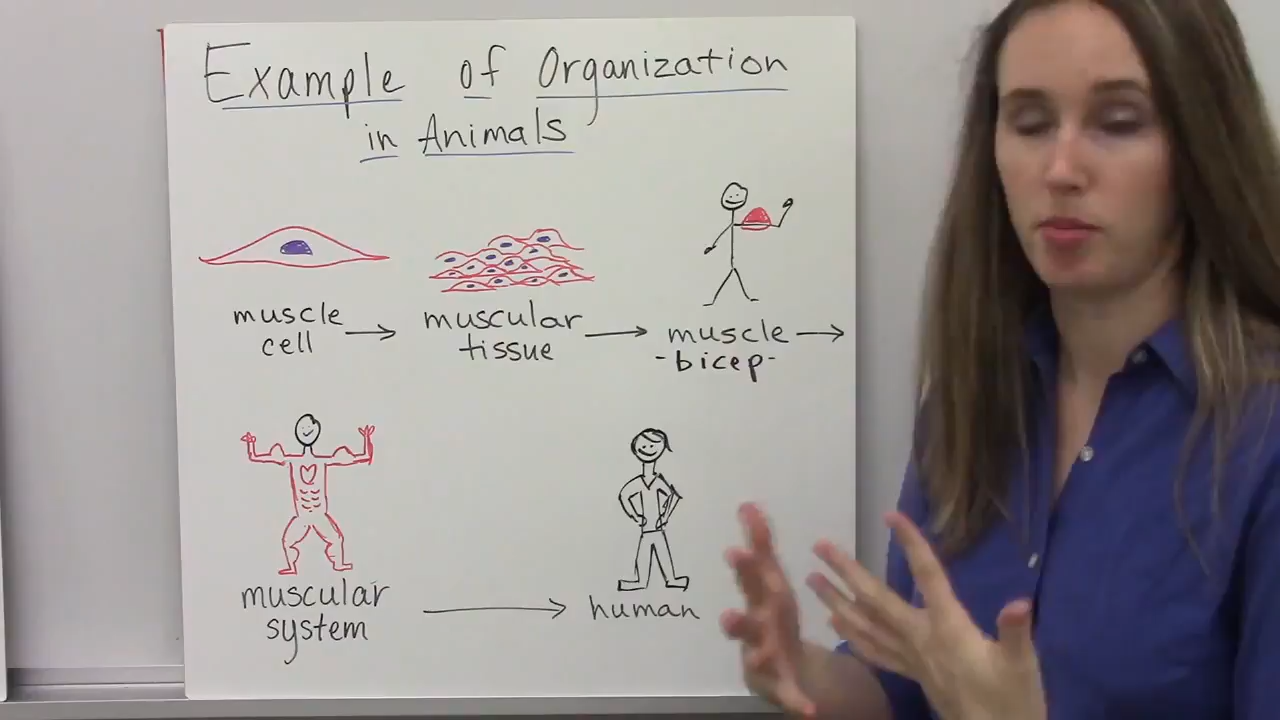 Example of Organization
in Animals
muscle
cell
muscular
tissue
muscle
-bicep-
muscular
system
human